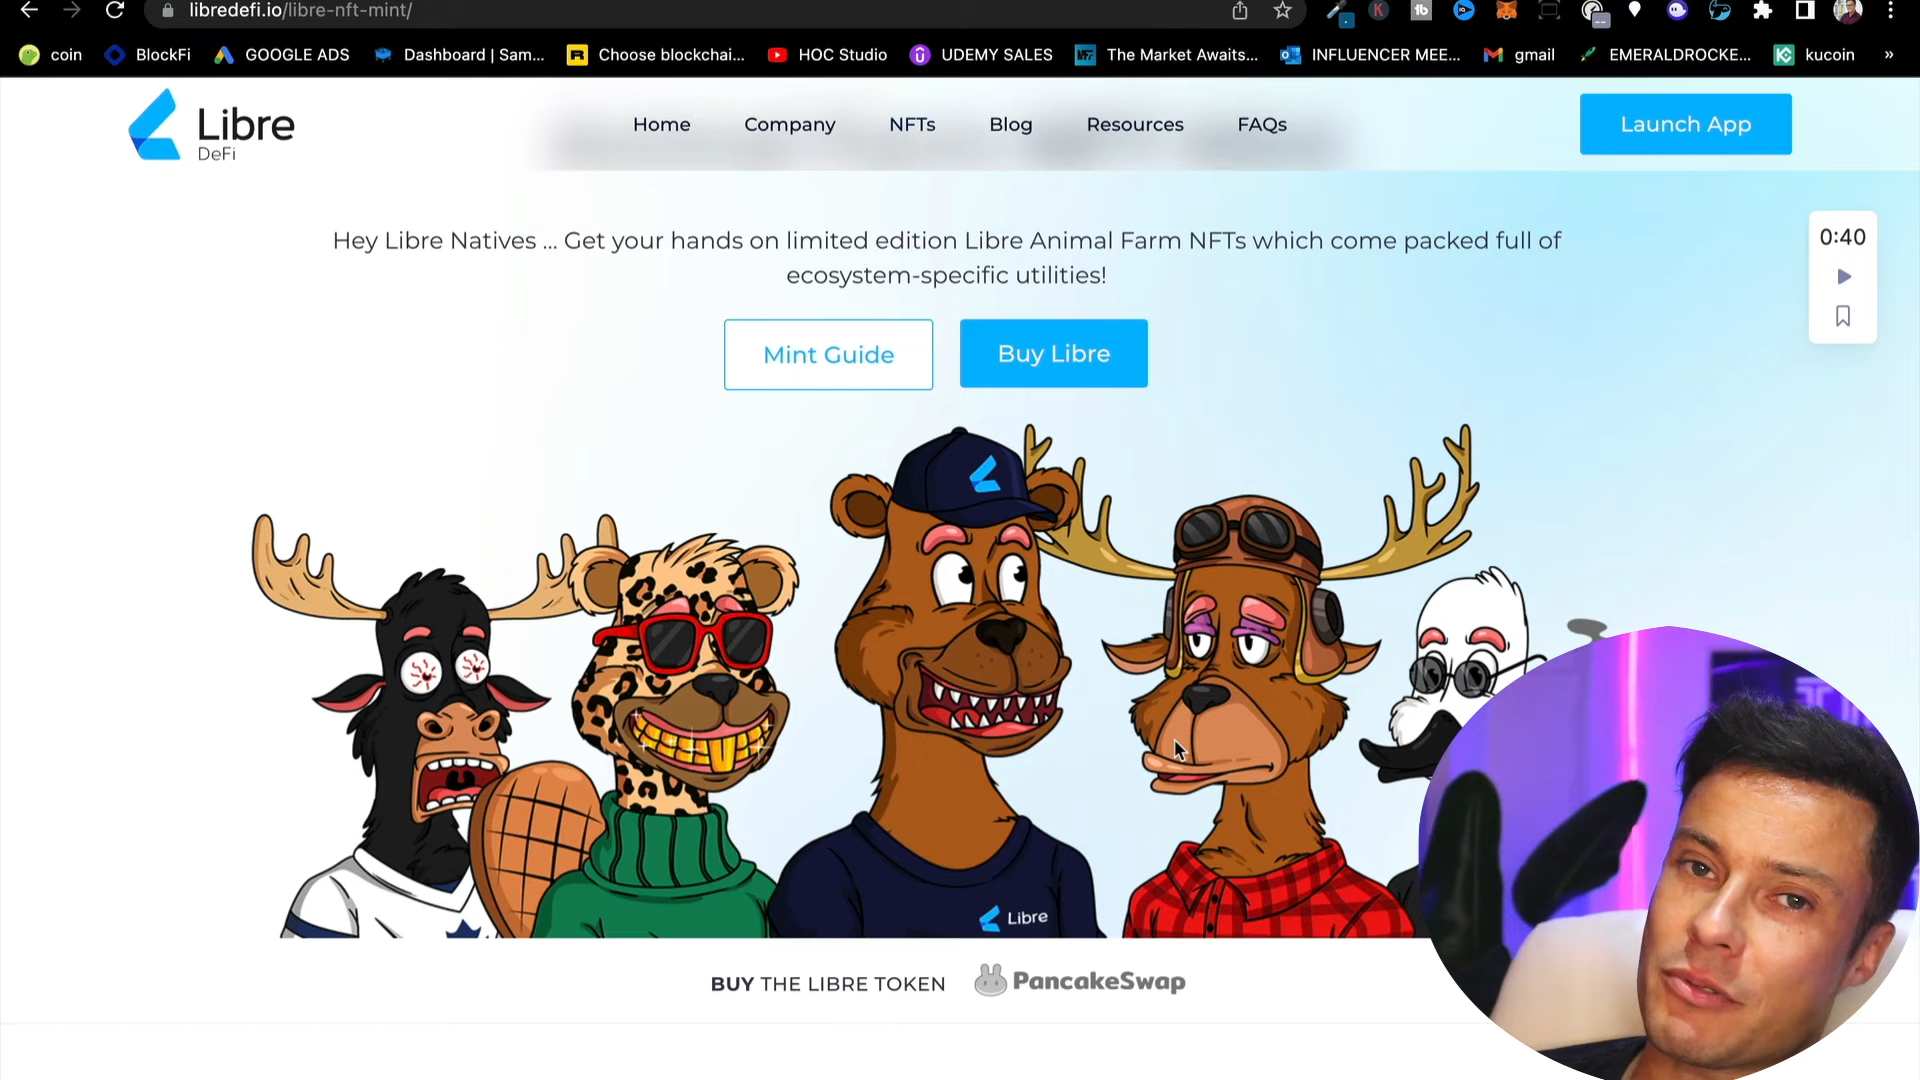 libredefi.io/libre-nft-mint/
coin BlockFi GOOGLE ADS Dashboard | Sam... Choose blockchai... HOC Studio UDEMY SALES The Market Awaits... INFLUENCER MEE... gmail EMERALDROCKE... kucoin »
Libre
DeFi
Home Company NFTs Blog Resources FAQs Launch App
Hey Libre Natives ... Get your hands on limited edition Libre Animal Farm NFTs which come packed full of
ecosystem-specific utilities!
0:40
Mint Guide Buy Libre
Libre
BUY THE LIBRE TOKEN PancakeSwap